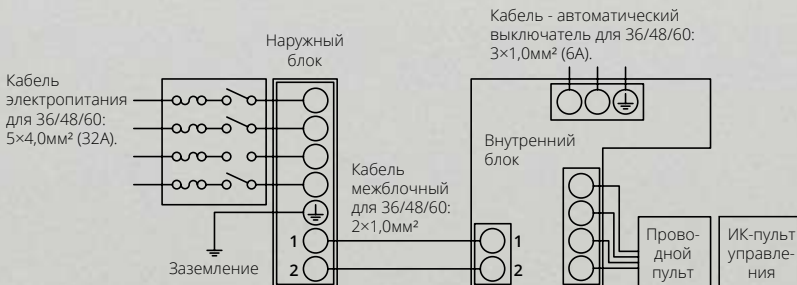 Кабель - автоматический
выключатель для 36/48/60:
3×1,0мм² (6А).
Наружный
блок
Кабель
электропитания
для 36/48/60:
5×4,0мм² (32А).
Внутренний
блок
Кабель
межблочный
для 36/48/60:
2×1,0мм²
Заземление
1
2
1
2
Прово-
дной
пульт
ИК-пульт
управле-
ния